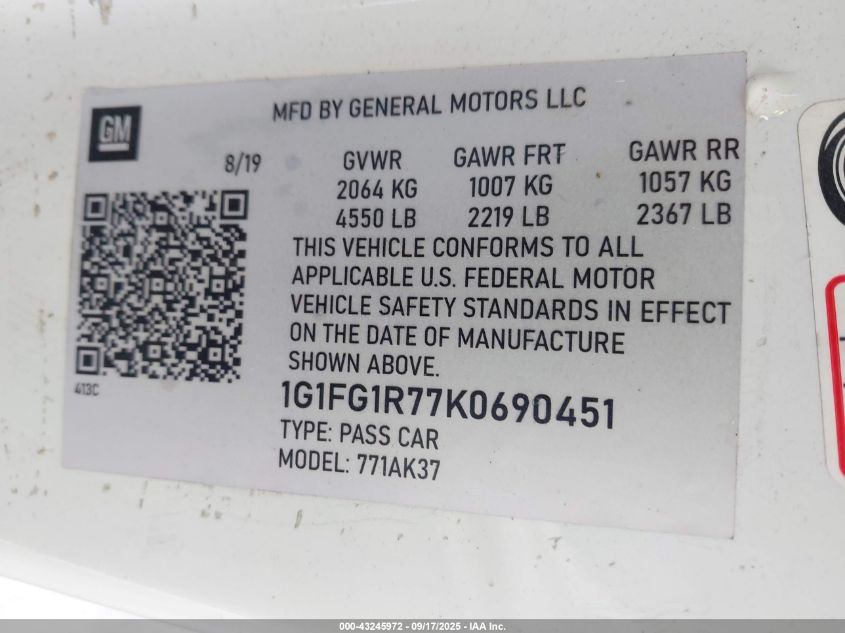 GM
MFD BY GENERAL MOTORS LLC
8/19
GVWR GAWR FRT GAWR RR
2064 KG 1007 KG 1057 KG
4550 LB 2219 LB 2367 LB
THIS VEHICLE CONFORMS TO ALL
APPLICABLE U.S. FEDERAL MOTOR
VEHICLE SAFETY STANDARDS IN EFFECT
ON THE DATE OF MANUFACTURE
SHOWN ABOVE.
413C
1G1FG1R77K0690451
TYPE: PASS CAR
MODEL: 771AK37
000-43245972 - 09/17/2025 - IAA Inc.